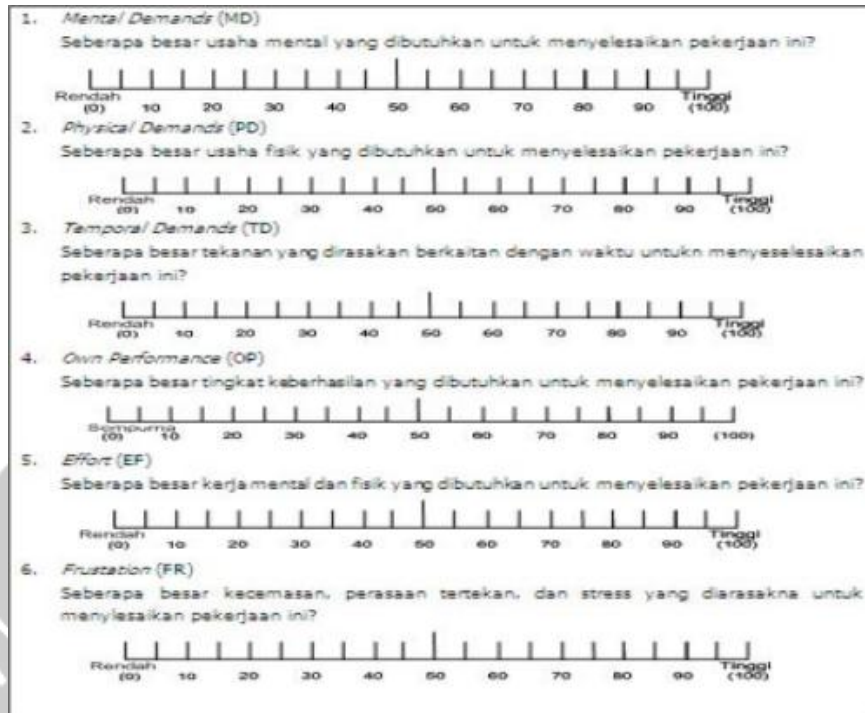 1. Mental Demands (MD)
Seberapa besar usaha mental yang dibutuhkan untuk menyelesaikan pekerjaan ini?
Rendah Tinggi
(0) 10 20 30 40 50 60 70 80 90 (100)
2. Physical Demands (PD)
Seberapa besar usaha fisik yang dibutuhkan untuk menyelesaikan pekerjaan ini?
Rendah Tinggi
(0) 10 20 30 40 50 60 70 80 90 (100)
3. Temporal Demands (TD)
Seberapa besar tekanan yang dirasakan berkaitan dengan waktu untukn menyeselesaikan
pekerjaan ini?
Rendah Tinggi
(0) 10 20 30 40 50 60 70 80 90 (100)
4. Own Performance (OP)
Seberapa besar tingkat keberhasilan yang dibutuhkan untuk menyelesaikan pekerjaan ini?
Sempurna
(0) 10 20 30 40 50 60 70 80 90 (100)
5. Effort (EF)
Seberapa besar kerja mental dan fisik yang dibutuhkan untuk menyelesaikan pekerjaan ini?
Rendah Tinggi
(0) 10 20 30 40 50 60 70 80 90 (100)
6. Frustation (FR)
Seberapa besar kecemasan, perasaan tertekan, dan stress yang diarasakna untuk
menylesaikan pekerjaan ini?
Rendah Tinggi
(0) 10 20 30 40 50 60 70 80 90 (100)